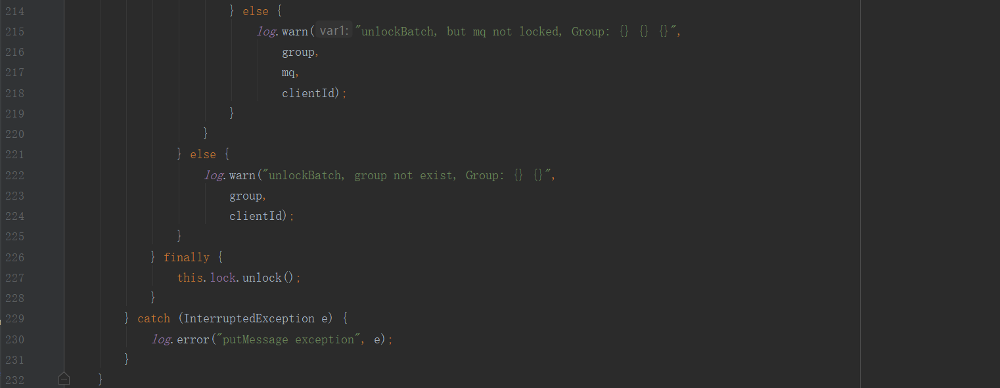 214 } else {
215 log.warn( var1: "unlockBatch, but mq not locked, Group: {} {} {}",
216 group,
217 mq,
218 clientId);
219 }
220 }
221 } else {
222 log.warn("unlockBatch, group not exist, Group: {} {}",
223 group,
224 clientId);
225 }
226 } finally {
227 this.lock.unlock();
228 }
229 } catch (InterruptedException e) {
230 log.error("putMessage exception", e);
231 }
232 }